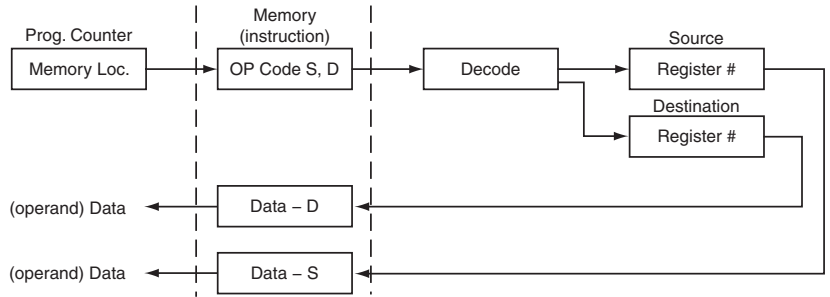 Prog. Counter
Memory Loc.
Memory
(instruction)
OP Code S, D
Decode
Source
Register #
Destination
Register #
(operand) Data
Data – D
(operand) Data
Data – S